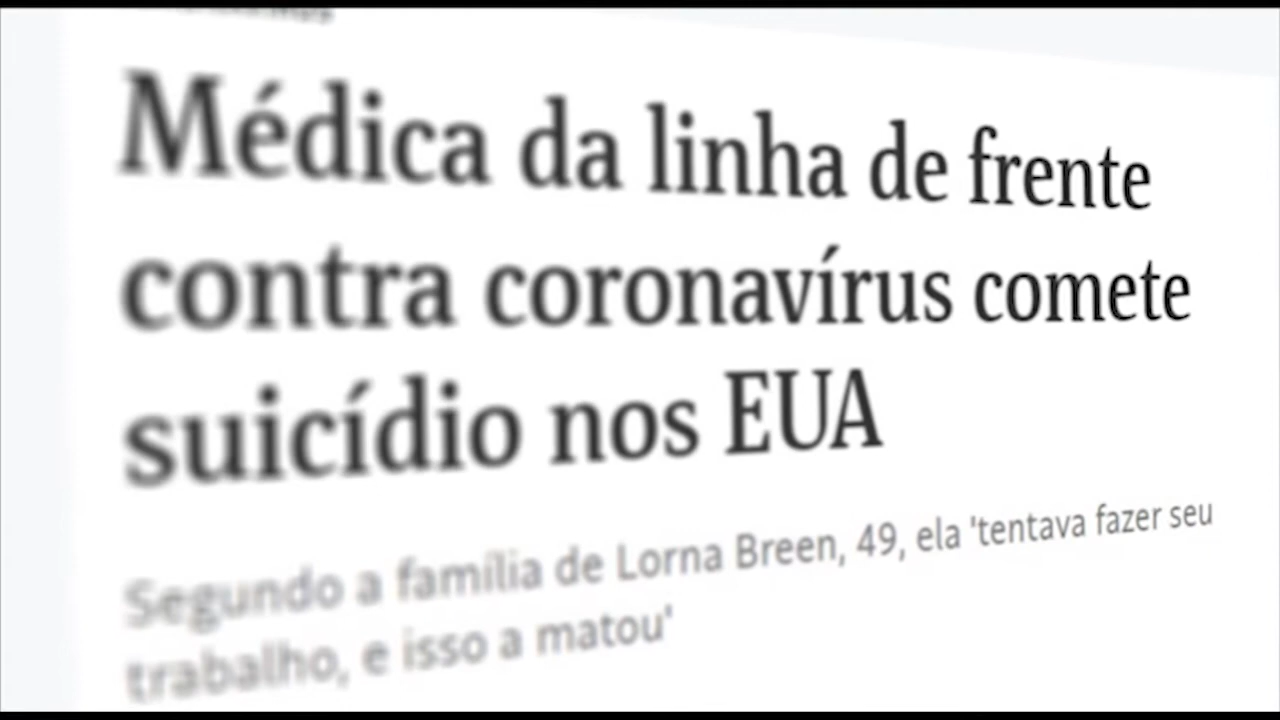 Médica da linha de frente
contra coronavírus comete
suicídio nos EUA
Segundo a família de Lorna Breen, 49, ela 'tentava fazer seu
trabalho, e isso a matou'